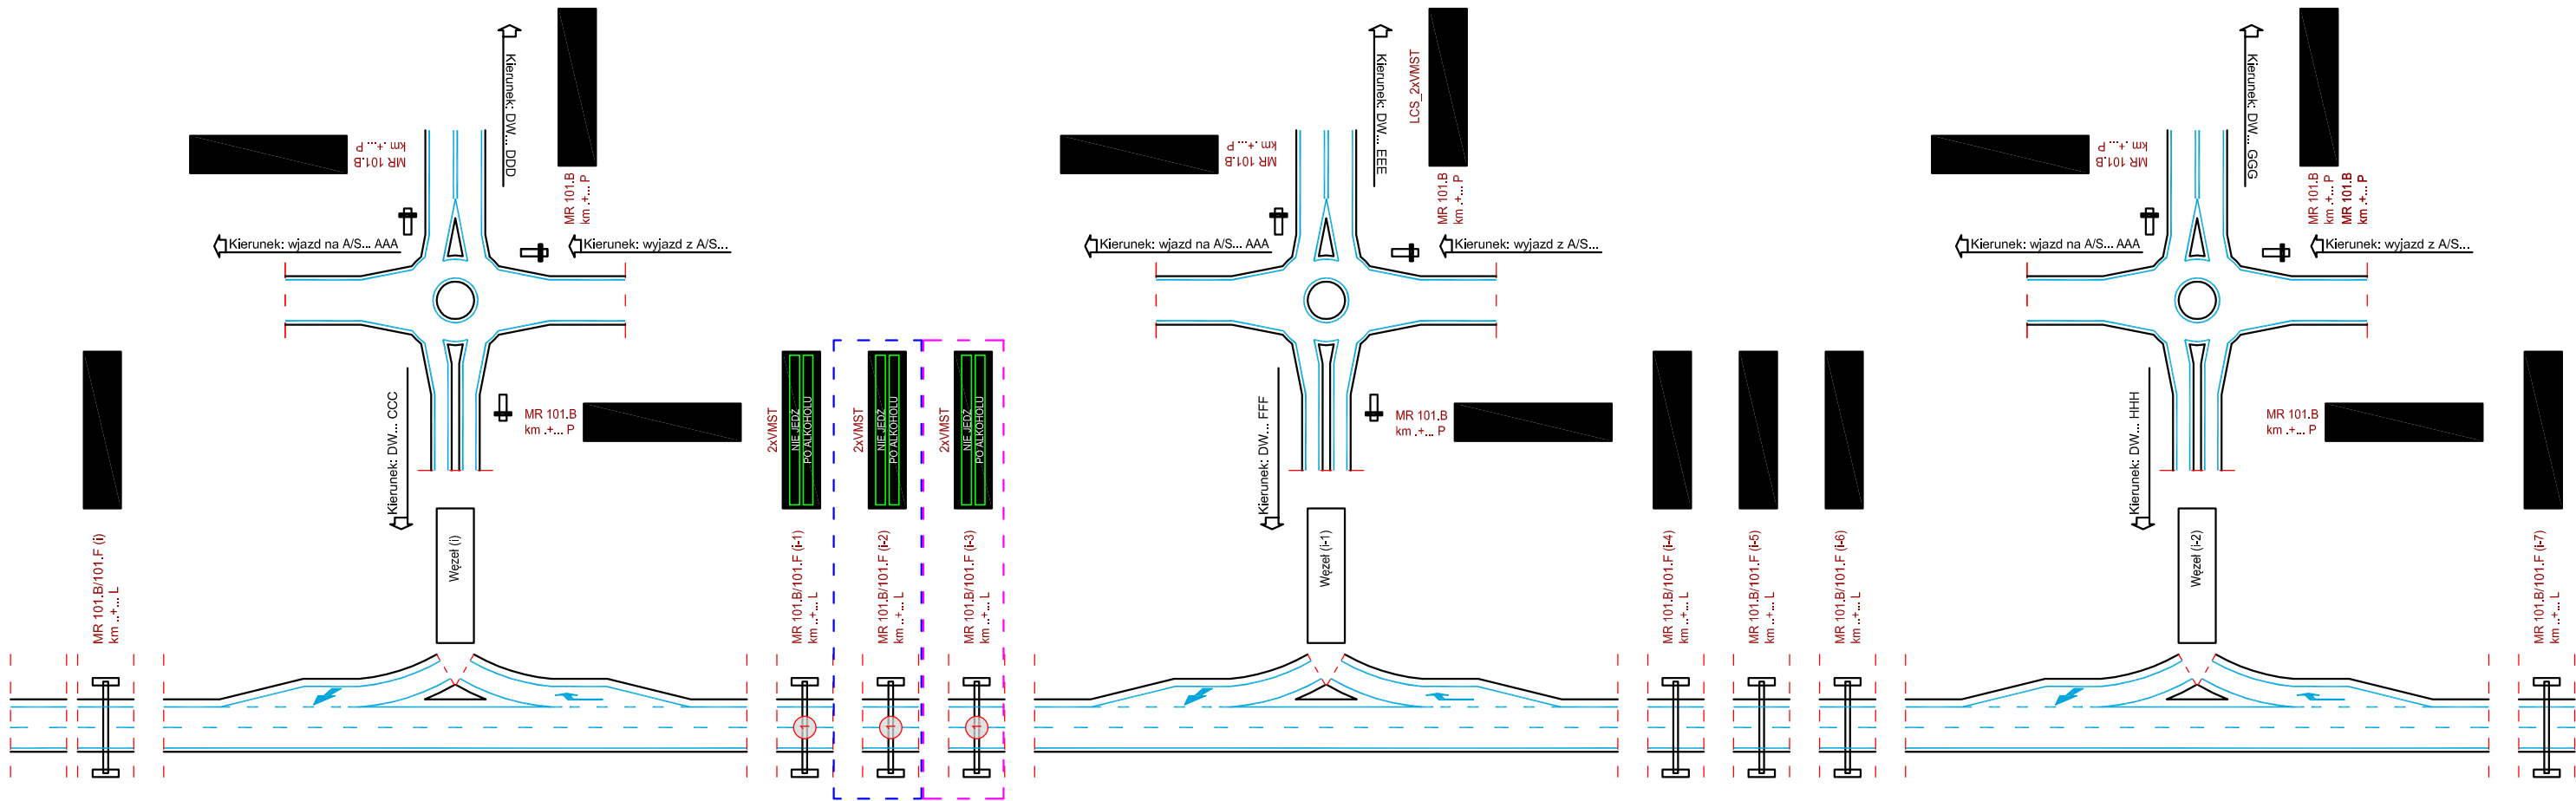 Kierunek: DW... DDD
MR 101.B
km .+... P
MR 101.B
km .+... P
Kierunek: wjazd na A/S... AAA
Kierunek: wyjazd z A/S...
Kierunek: DW... CCC
MR 101.B
km .+... P
Węzeł (i)
MR 101.B/101.F (i)
km ..+... L
2xVMST
NIE JEDŹ
PO ALKOHOLU
MR 101.B/101.F (i-1)
km ..+... L
1
2xVMST
NIE JEDŹ
PO ALKOHOLU
MR 101.B/101.F (i-2)
km ..+... L
1
2xVMST
NIE JEDŹ
PO ALKOHOLU
MR 101.B/101.F (i-3)
km ..+... L
1
Kierunek: DW... EEE
LCS_2xVMST
MR 101.B
km .+... P
MR 101.B
km .+... P
Kierunek: wjazd na A/S... AAA
Kierunek: wyjazd z A/S...
Kierunek: DW... FFF
MR 101.B
km .+... P
Węzeł (i-1)
MR 101.B/101.F (i-4)
km ..+... L
MR 101.B/101.F (i-5)
km ..+... L
MR 101.B/101.F (i-6)
km ..+... L
Kierunek: DW... GGG
MR 101.B
km .+... P
MR 101.B
km .+... P
MR 101.B
km .+... P
Kierunek: wjazd na A/S... AAA
Kierunek: wyjazd z A/S...
Kierunek: DW... HHH
MR 101.B
km .+... P
Węzeł (i-2)
MR 101.B/101.F (i-7)
km ..+... L